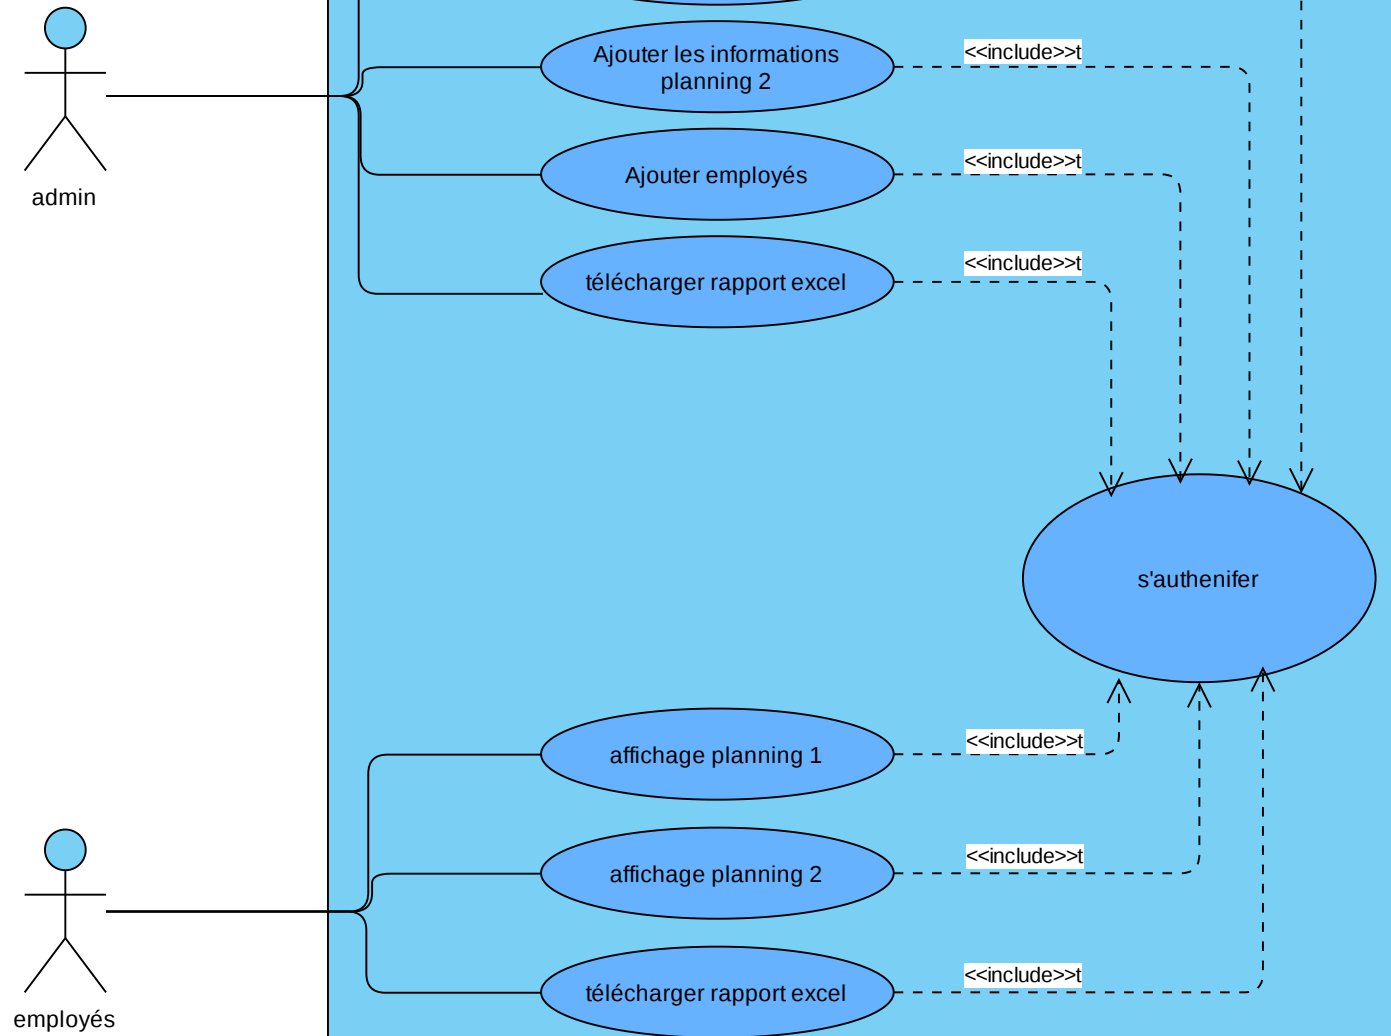 Ajouter les informations
planning 2
<<include>>t
admin
Ajouter employés
<<include>>t
télécharger rapport excel
<<include>>t
s'authenifer
affichage planning 1
<<include>>t
affichage planning 2
<<include>>t
employés
télécharger rapport excel
<<include>>t